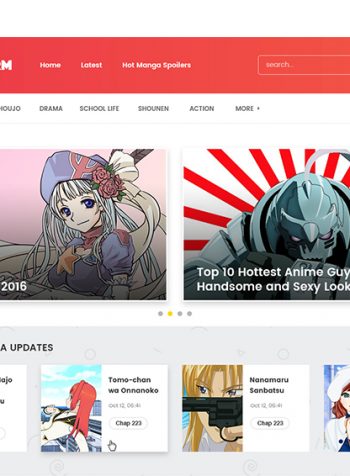 RM
Home Latest Hot Manga Spoilers search...
HOUJO DRAMA SCHOOL LIFE SHOUNEN ACTION MORE
2016
Top 10 Hottest Anime Guy
Handsome and Sexy Look
A UPDATES
ajo
Tomo-chan
wa Onnanoko
Oct 12, 06:41
Chap 223
Nanamaru
Sanbatsu
Oct 12, 06:41
Chap 223